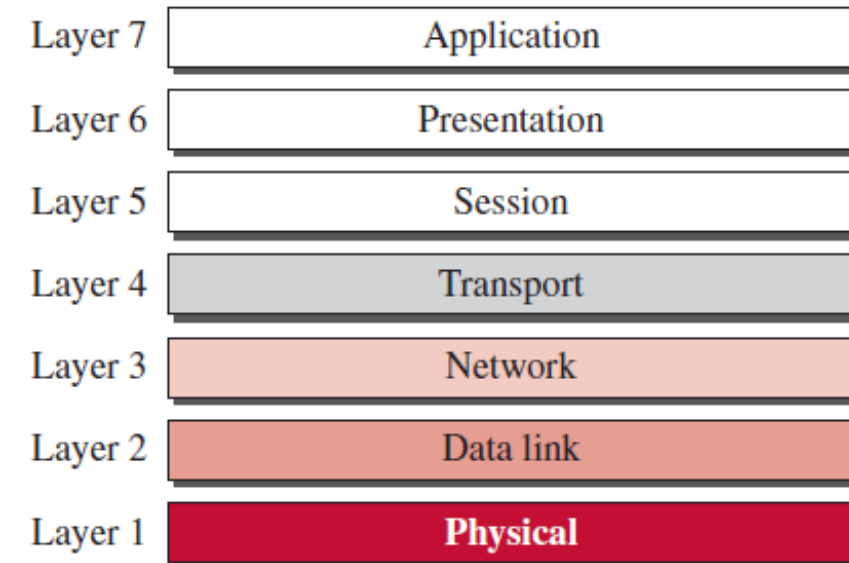 Layer 7 Application
Layer 6 Presentation
Layer 5 Session
Layer 4 Transport
Layer 3 Network
Layer 2 Data link
Layer 1 Physical